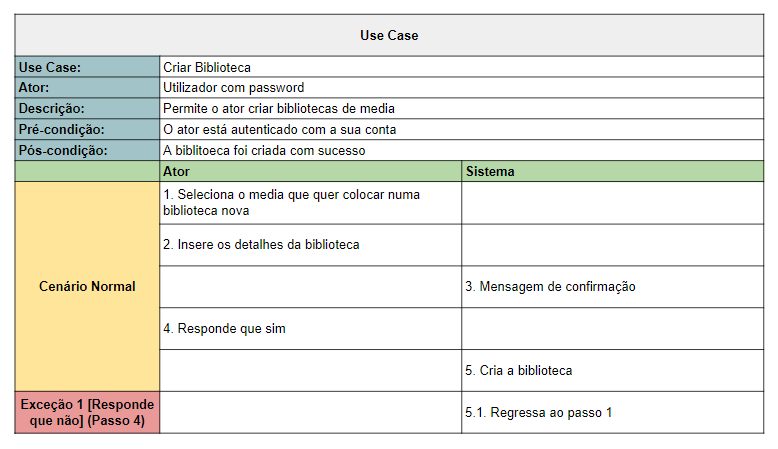 Use Case
Use Case: Criar Biblioteca
Ator: Utilizador com password
Descrição: Permite o ator criar bibliotecas de media
Pré-condição: O ator está autenticado com a sua conta
Pós-condição: A biblitoeca foi criada com sucesso
Ator Sistema
Cenário Normal
1. Seleciona o media que quer colocar numa
biblioteca nova
2. Insere os detalhes da biblioteca
3. Mensagem de confirmação
4. Responde que sim
5. Cria a biblioteca
Exceção 1 [Responde
que não] (Passo 4)
5.1. Regressa ao passo 1